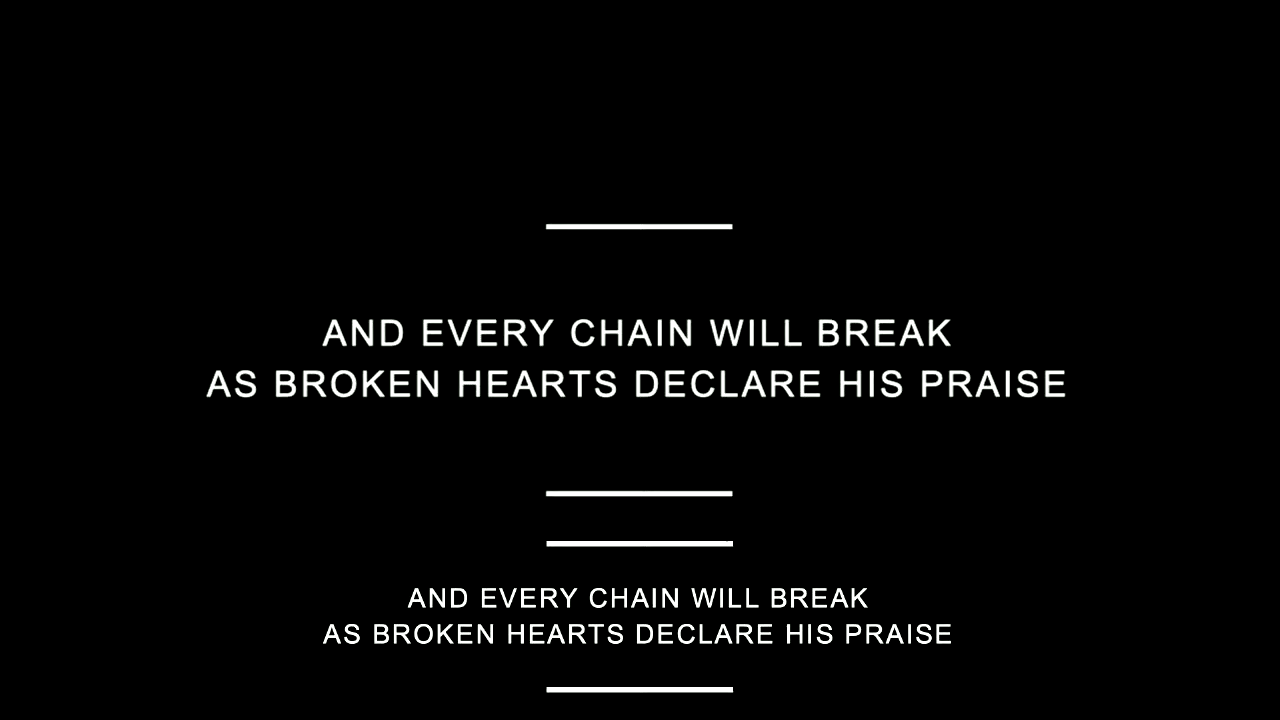 AND EVERY CHAIN WILL BREAK
AS BROKEN HEARTS DECLARE HIS PRAISE
AND EVERY CHAIN WILL BREAK
AS BROKEN HEARTS DECLARE HIS PRAISE